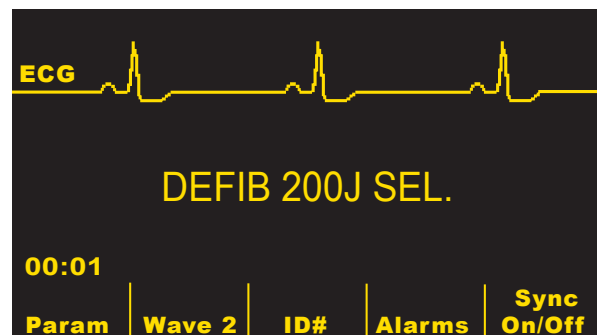 ECG
DEFIB 200J SEL.
00:01
Param Wave 2 ID# Alarms Sync On/Off